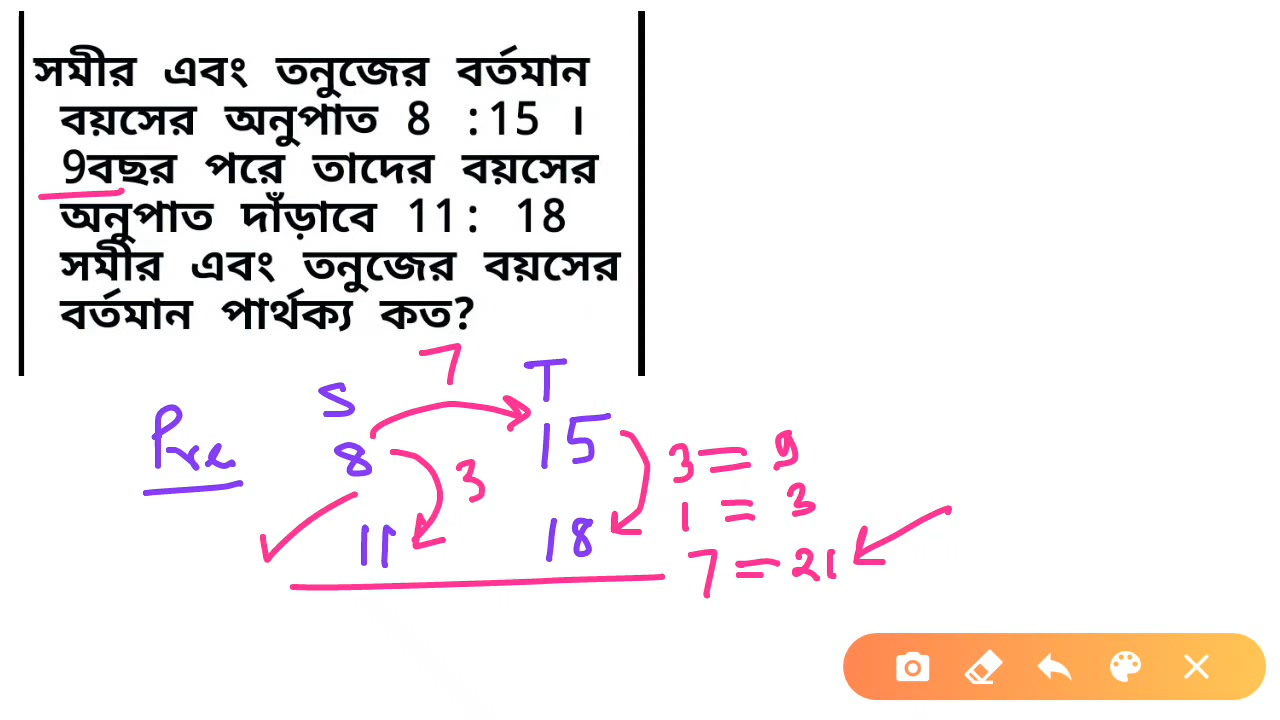 সমীর এবং তনুজের বর্তমান
বয়সের অনুপাত 8 :15 ।
9বছর পরে তাদের বয়সের
অনুপাত দাঁড়াবে 11: 18
সমীর এবং তনুজের বয়সের
বর্তমান পার্থক্য কত?
7
S T
Pre 8 15
3 3 = 9
1 = 3
11 18
7 = 21